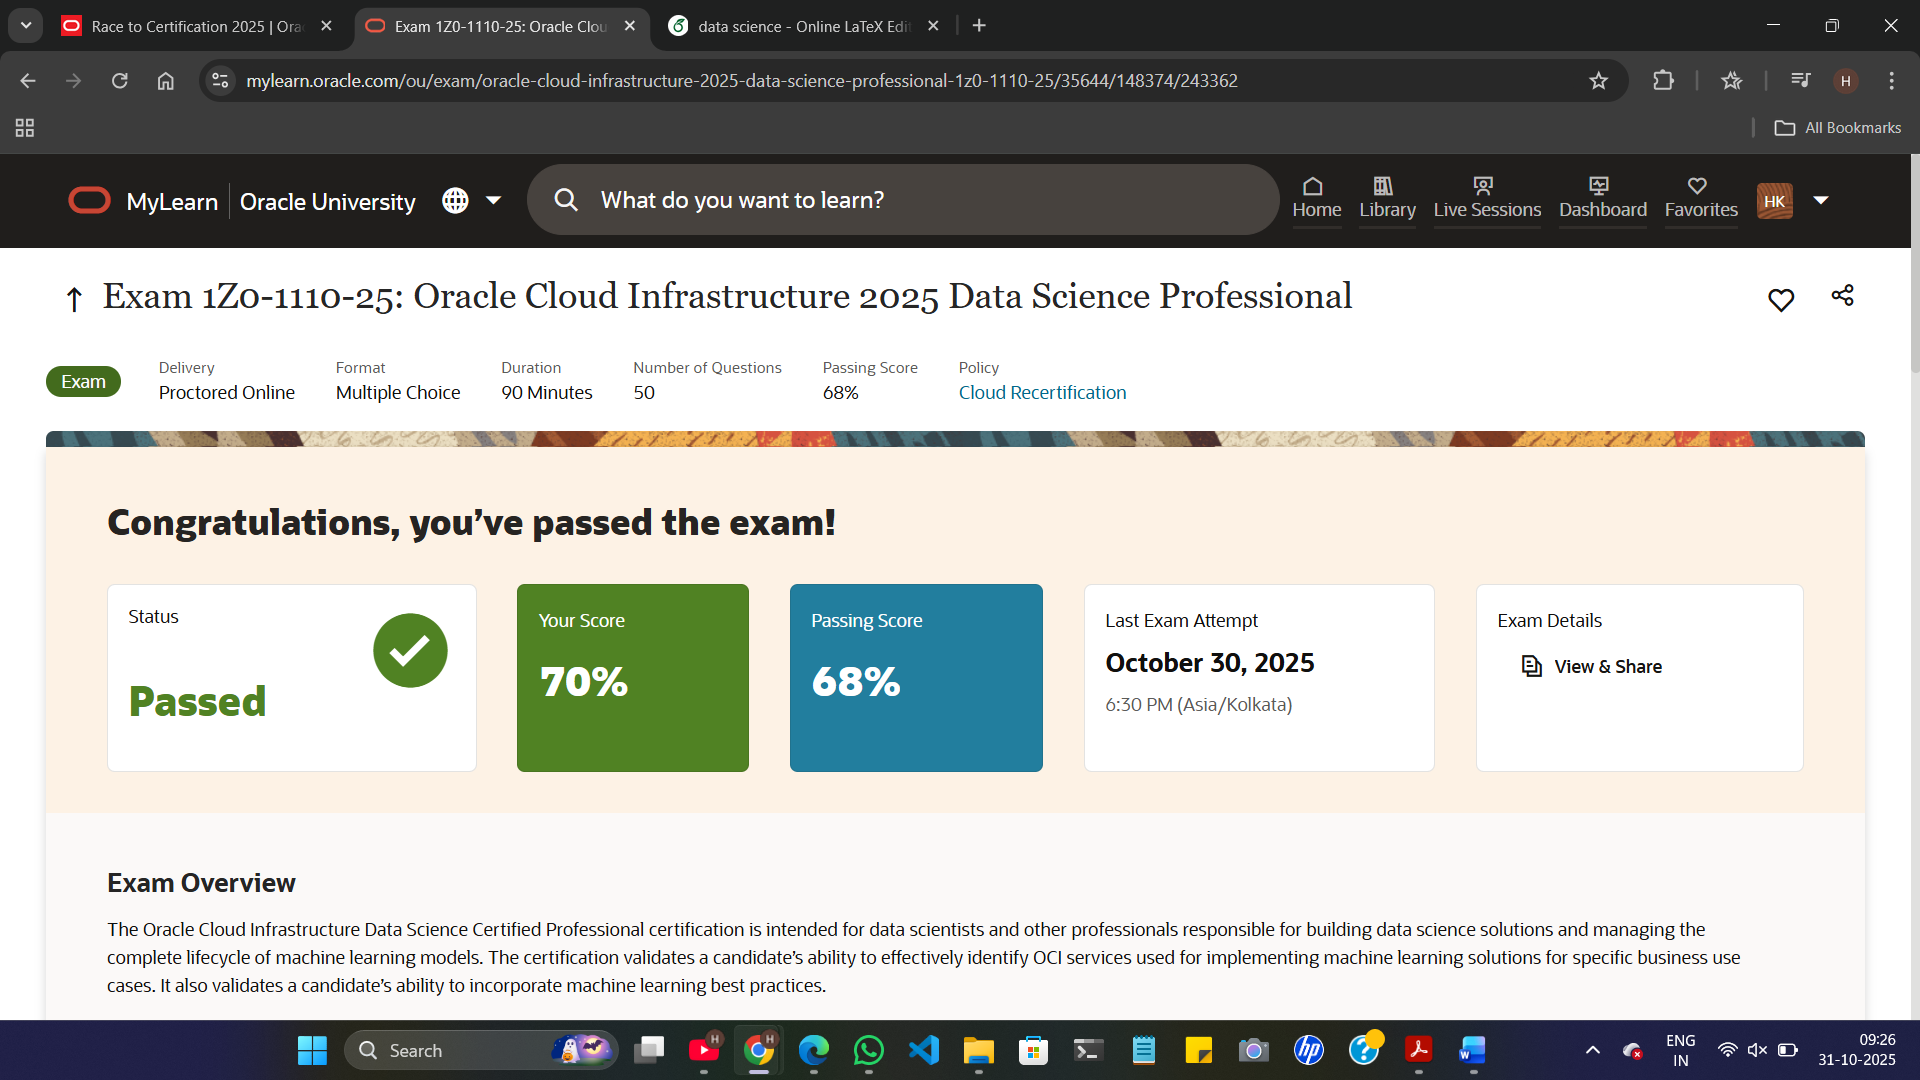 Race to Certification 2025 | Ora
Exam 1Z0-1110-25: Oracle Clou
data science - Online LaTeX Edi
mylearn.oracle.com/ou/exam/oracle-cloud-infrastructure-2025-data-science-professional-1z0-1110-25/35644/148374/243362
H
All Bookmarks
MyLearn | Oracle University
What do you want to learn?
Home
Library
Live Sessions
Dashboard
Favorites
HK
Exam 1Z0-1110-25: Oracle Cloud Infrastructure 2025 Data Science Professional
Exam
Delivery
Proctored Online
Format
Multiple Choice
Duration
90 Minutes
Number of Questions
50
Passing Score
68%
Policy
Cloud Recertification
Congratulations, you’ve passed the exam!
Status
Passed
Your Score
70%
Passing Score
68%
Last Exam Attempt
October 30, 2025
6:30 PM (Asia/Kolkata)
Exam Details
View & Share
Exam Overview
The Oracle Cloud Infrastructure Data Science Certified Professional certification is intended for data scientists and other professionals responsible for building data science solutions and managing the
complete lifecycle of machine learning models. The certification validates a candidate’s ability to effectively identify OCI services used for implementing machine learning solutions for specific business use
cases. It also validates a candidate’s ability to incorporate machine learning best practices.
Search
H
H
hp
W
ENG
IN
09:26
31-10-2025